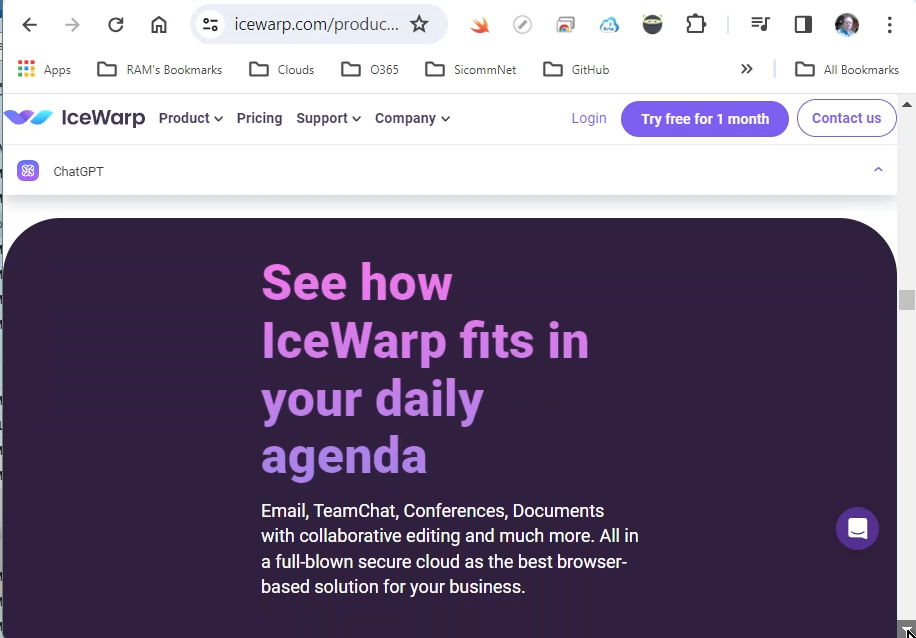 icewarp.com/produc...
Apps RAM's Bookmarks Clouds O365 SicommNet GitHub » All Bookmarks
IceWarp Product Pricing Support Company Login Try free for 1 month Contact us
ChatGPT
See how
IceWarp fits in
your daily
agenda
Email, TeamChat, Conferences, Documents
with collaborative editing and much more. All in
a full-blown secure cloud as the best browser-
based solution for your business.